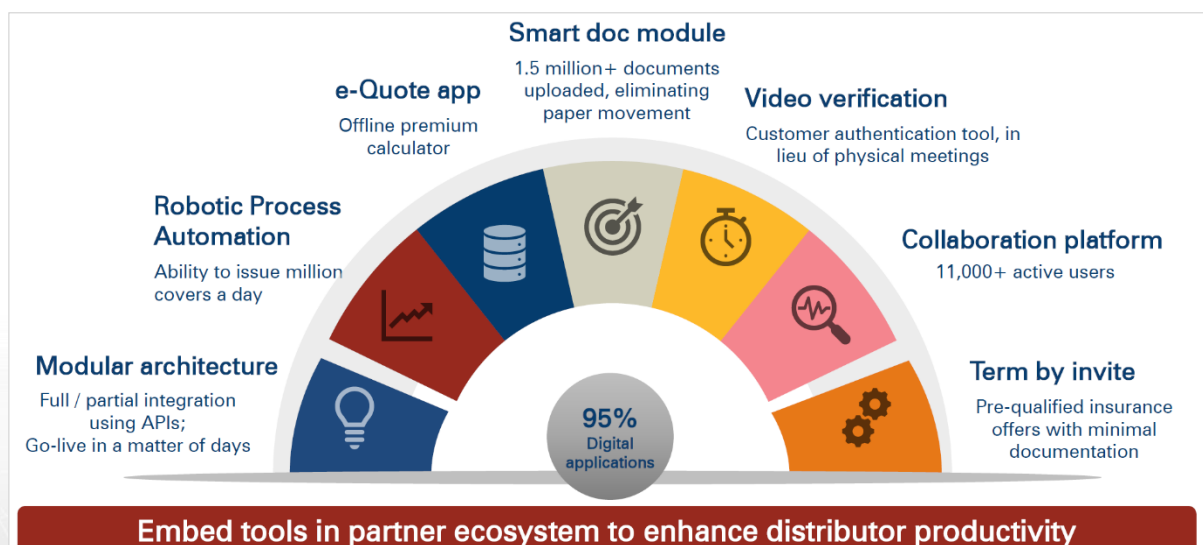 Smart doc module
1.5 million+ documents
uploaded, eliminating
paper movement
e-Quote app
Offline premium
calculator
Video verification
Customer authentication tool, in
lieu of physical meetings
Robotic Process
Automation
Ability to issue million
covers a day
Collaboration platform
11,000+ active users
Modular architecture
Full / partial integration
using APIs;
Go-live in a matter of days
Term by invite
Pre-qualified insurance
offers with minimal
documentation
95%
Digital
applications
Embed tools in partner ecosystem to enhance distributor productivity